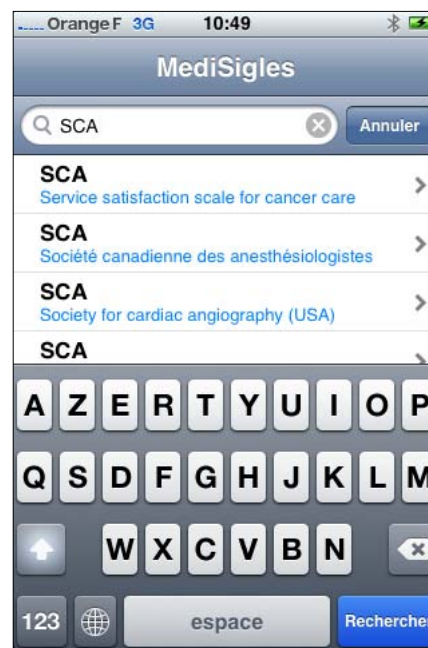 Orange F 3G 10:49
MediSigles
SCA Annuler
SCA
Service satisfaction scale for cancer care
SCA
Société canadienne des anesthésiologistes
SCA
Society for cardiac angiography (USA)
SCA
A Z E R T Y U I O P
Q S D F G H J K L M
W X C V B N
123 espace Rechercher